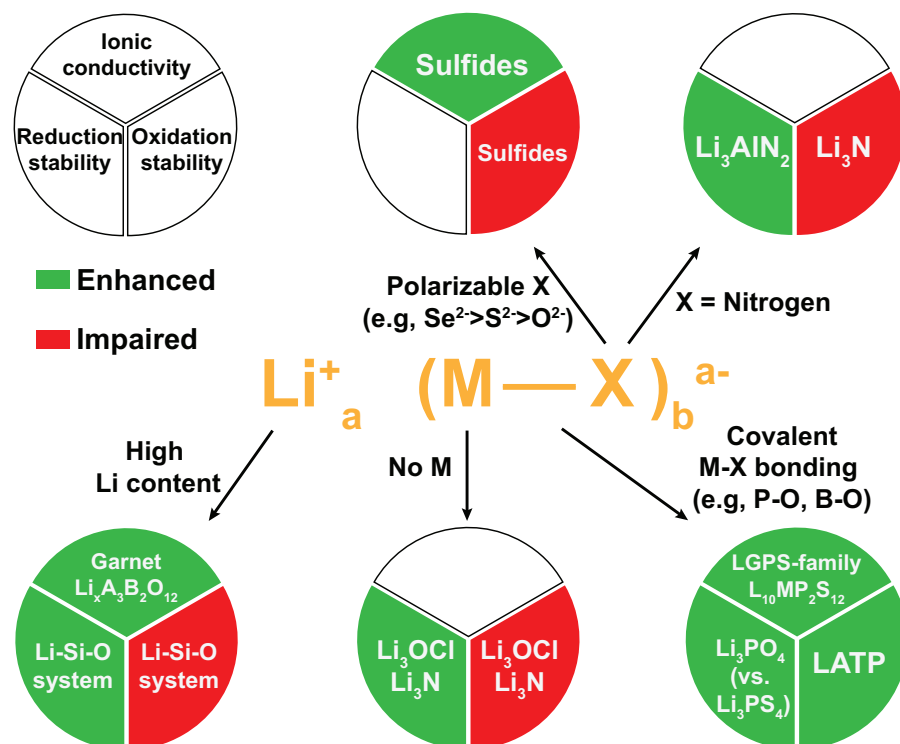 Ionic
conductivity
Reduction
stability
Oxidation
stability
Sulfides
Sulfides
Li₃AlN₂
Li₃N
Enhanced
Impaired
Polarizable X
(e.g, Se²⁻>S²⁻>O²⁻)
X = Nitrogen
Li⁺ₐ (M — X)_b^{a-}
High
Li content
No M
Covalent
M-X bonding
(e.g, P-O, B-O)
Garnet
LiₓA₃B₂O₁₂
Li-Si-O
system
Li-Si-O
system
Li₃OCl
Li₃N
Li₃OCl
Li₃N
LGPS-family
L₁₀MP₂S₁₂
Li₃PO₄
(vs.
Li₃PS₄)
LATP